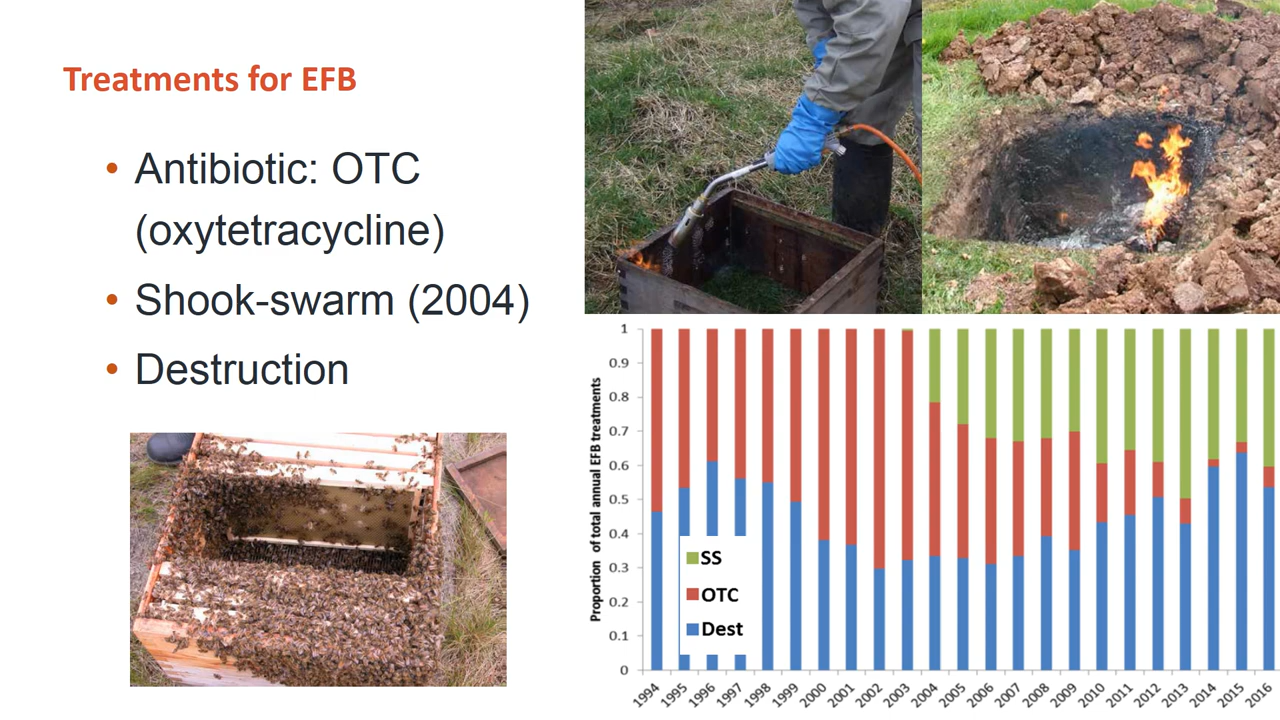 Treatments for EFB
• Antibiotic: OTC
(oxytetracycline)
• Shook-swarm (2004)
• Destruction
Proportion of total annual EFB treatments
1
0.9
0.8
0.7
0.6
0.5
0.4
0.3
0.2
0.1
0
SS
OTC
Dest
1994 1995 1996 1997 1998 1999 2000 2001 2002 2003 2004 2005 2006 2007 2008 2009 2010 2011 2012 2013 2014 2015 2016